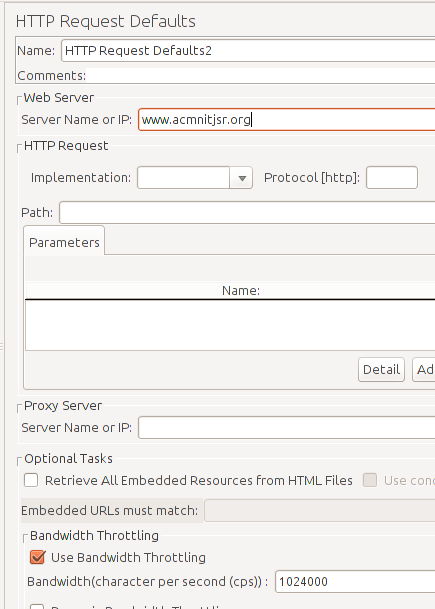 HTTP Request Defaults
Name: HTTP Request Defaults2
Comments:
Web Server
Server Name or IP: www.acmnitjsr.org
HTTP Request
Implementation: Protocol [http]:
Path:
Parameters
Name:
Detail Ad
Proxy Server
Server Name or IP:
Optional Tasks
Retrieve All Embedded Resources from HTML Files Use conc
Embedded URLs must match:
Bandwidth Throttling
Use Bandwidth Throttling
Bandwidth(character per second (cps)) : 1024000